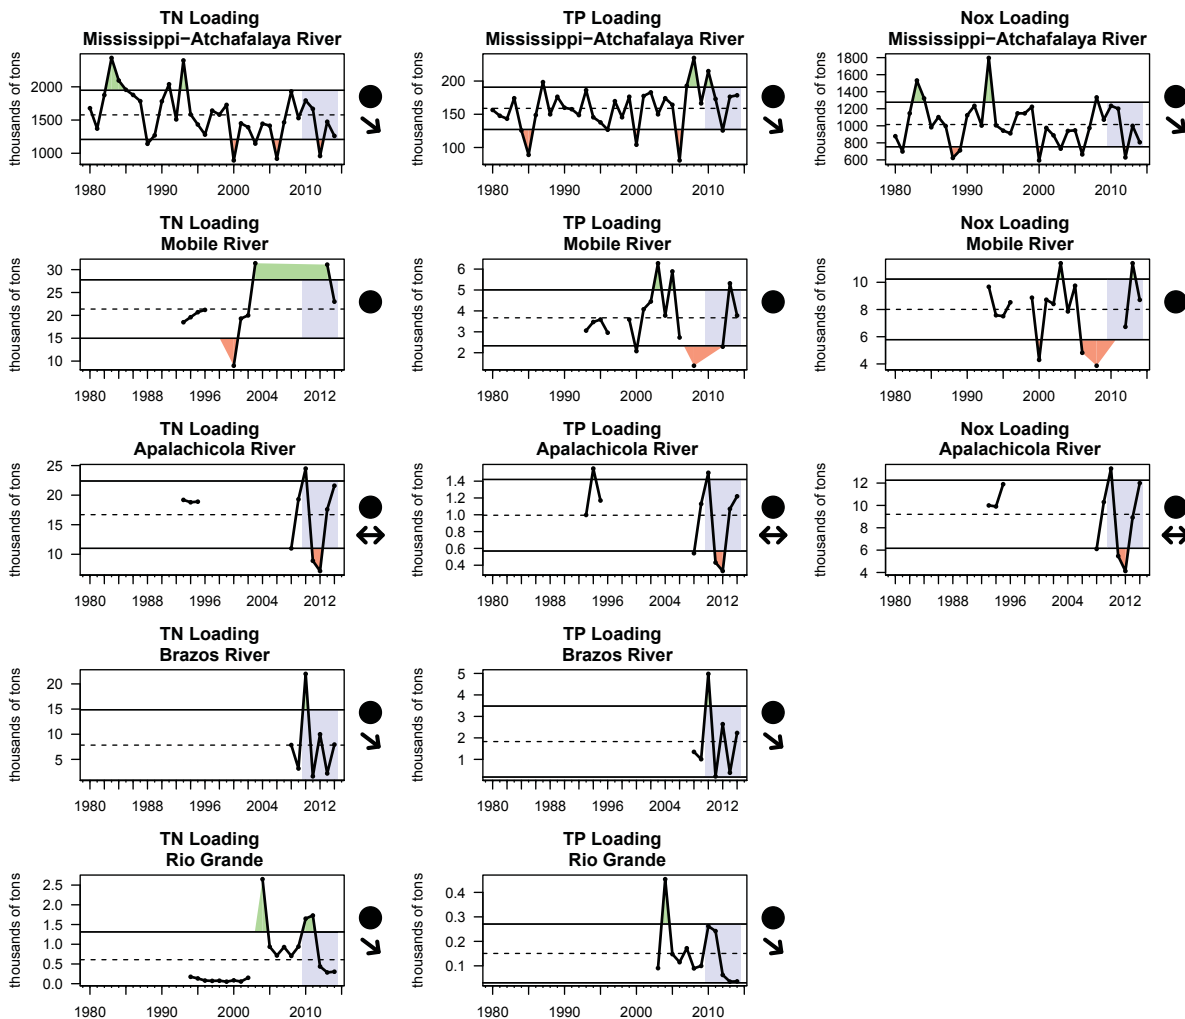 TN Loading
Mississippi−Atchafalaya River
thousands of tons
2000
1500
1000
1980 1990 2000 2010
TP Loading
Mississippi−Atchafalaya River
thousands of tons
200
150
100
1980 1990 2000 2010
Nox Loading
Mississippi−Atchafalaya River
thousands of tons
1800
1600
1400
1200
1000
800
600
1980 1990 2000 2010
TN Loading
Mobile River
thousands of tons
30
25
20
15
10
1980 1988 1996 2004 2012
TP Loading
Mobile River
thousands of tons
6
5
4
3
2
1980 1990 2000 2010
Nox Loading
Mobile River
thousands of tons
10
8
6
4
1980 1990 2000 2010
TN Loading
Apalachicola River
thousands of tons
25
20
15
10
1980 1988 1996 2004 2012
TP Loading
Apalachicola River
thousands of tons
1.4
1.2
1.0
0.8
0.6
0.4
1980 1988 1996 2004 2012
Nox Loading
Apalachicola River
thousands of tons
12
10
8
6
4
1980 1988 1996 2004 2012
TN Loading
Brazos River
thousands of tons
20
15
10
5
1980 1988 1996 2004 2012
TP Loading
Brazos River
thousands of tons
5
4
3
2
1
1980 1988 1996 2004 2012
TN Loading
Rio Grande
thousands of tons
2.5
2.0
1.5
1.0
0.5
0.0
1980 1990 2000 2010
TP Loading
Rio Grande
thousands of tons
0.4
0.3
0.2
0.1
1980 1990 2000 2010